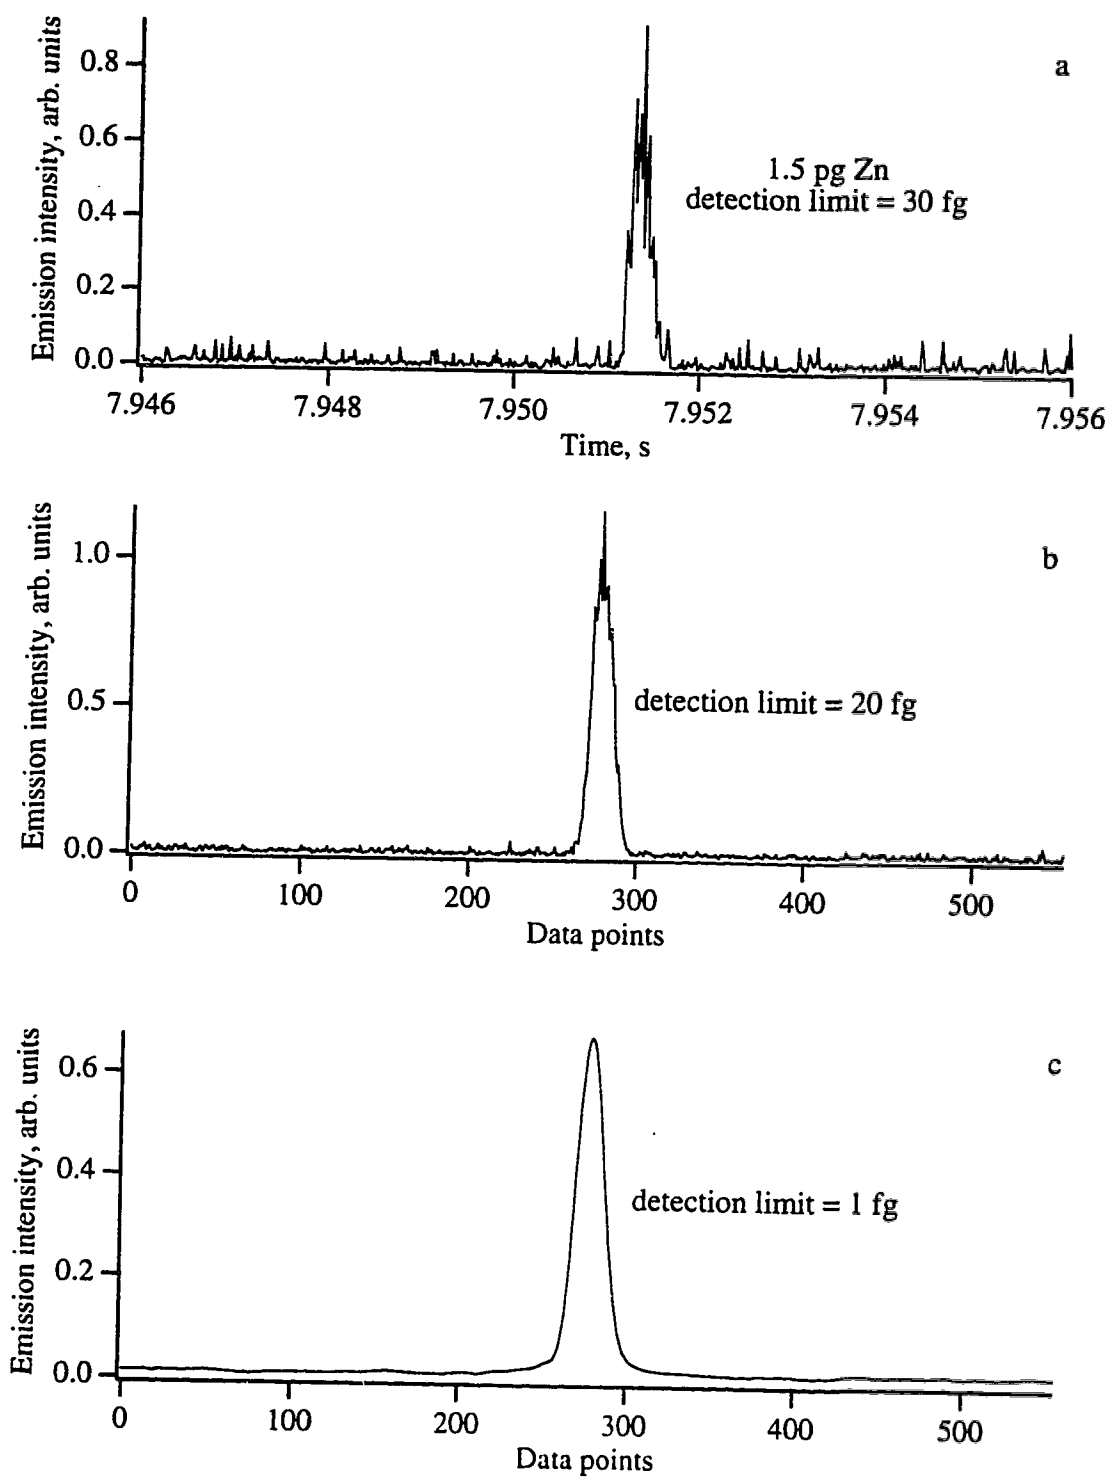 Emission intensity, arb. units
0.8
0.6
0.4
0.2
0.0
a
1.5 pg Zn
detection limit = 30 fg
7.946 7.948 7.950 7.952 7.954 7.956
Time, s
Emission intensity, arb. units
1.0
0.5
0.0
b
detection limit = 20 fg
0 100 200 300 400 500
Data points
Emission intensity, arb. units
0.6
0.4
0.2
0.0
c
detection limit = 1 fg
0 100 200 300 400 500
Data points